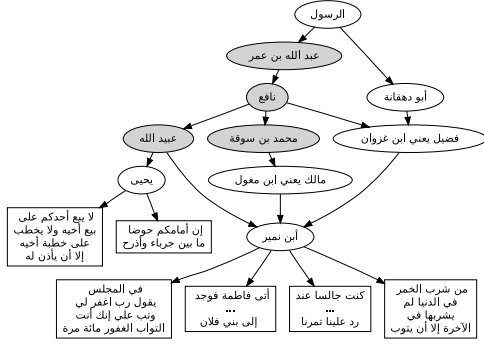 الرسول
عبد الله بن عمر
نافع
أبو دهقانة
عبيد الله
محمد بن سوقة
فضيل يعني ابن غزوان
يحيى
مالك يعني ابن مغول
لا يبع أحدكم على
بيع أخيه ولا يخطب
على خطبة أخيه
إلا أن يأذن له
إن أمامكم حوضا
ما بين جرباء وأذرح
أبن نمير
في المجلس
يقول رب اغفر لي
وتب علي إنك أنت
التواب الغفور مائة مرة
أتى فاطمة فوجد
...
إلى بني فلان
كنت جالسا عند
...
رد علينا تمرنا
من شرب الخمر
في الدنيا لم
يشربها في
الآخرة إلا أن يتوب